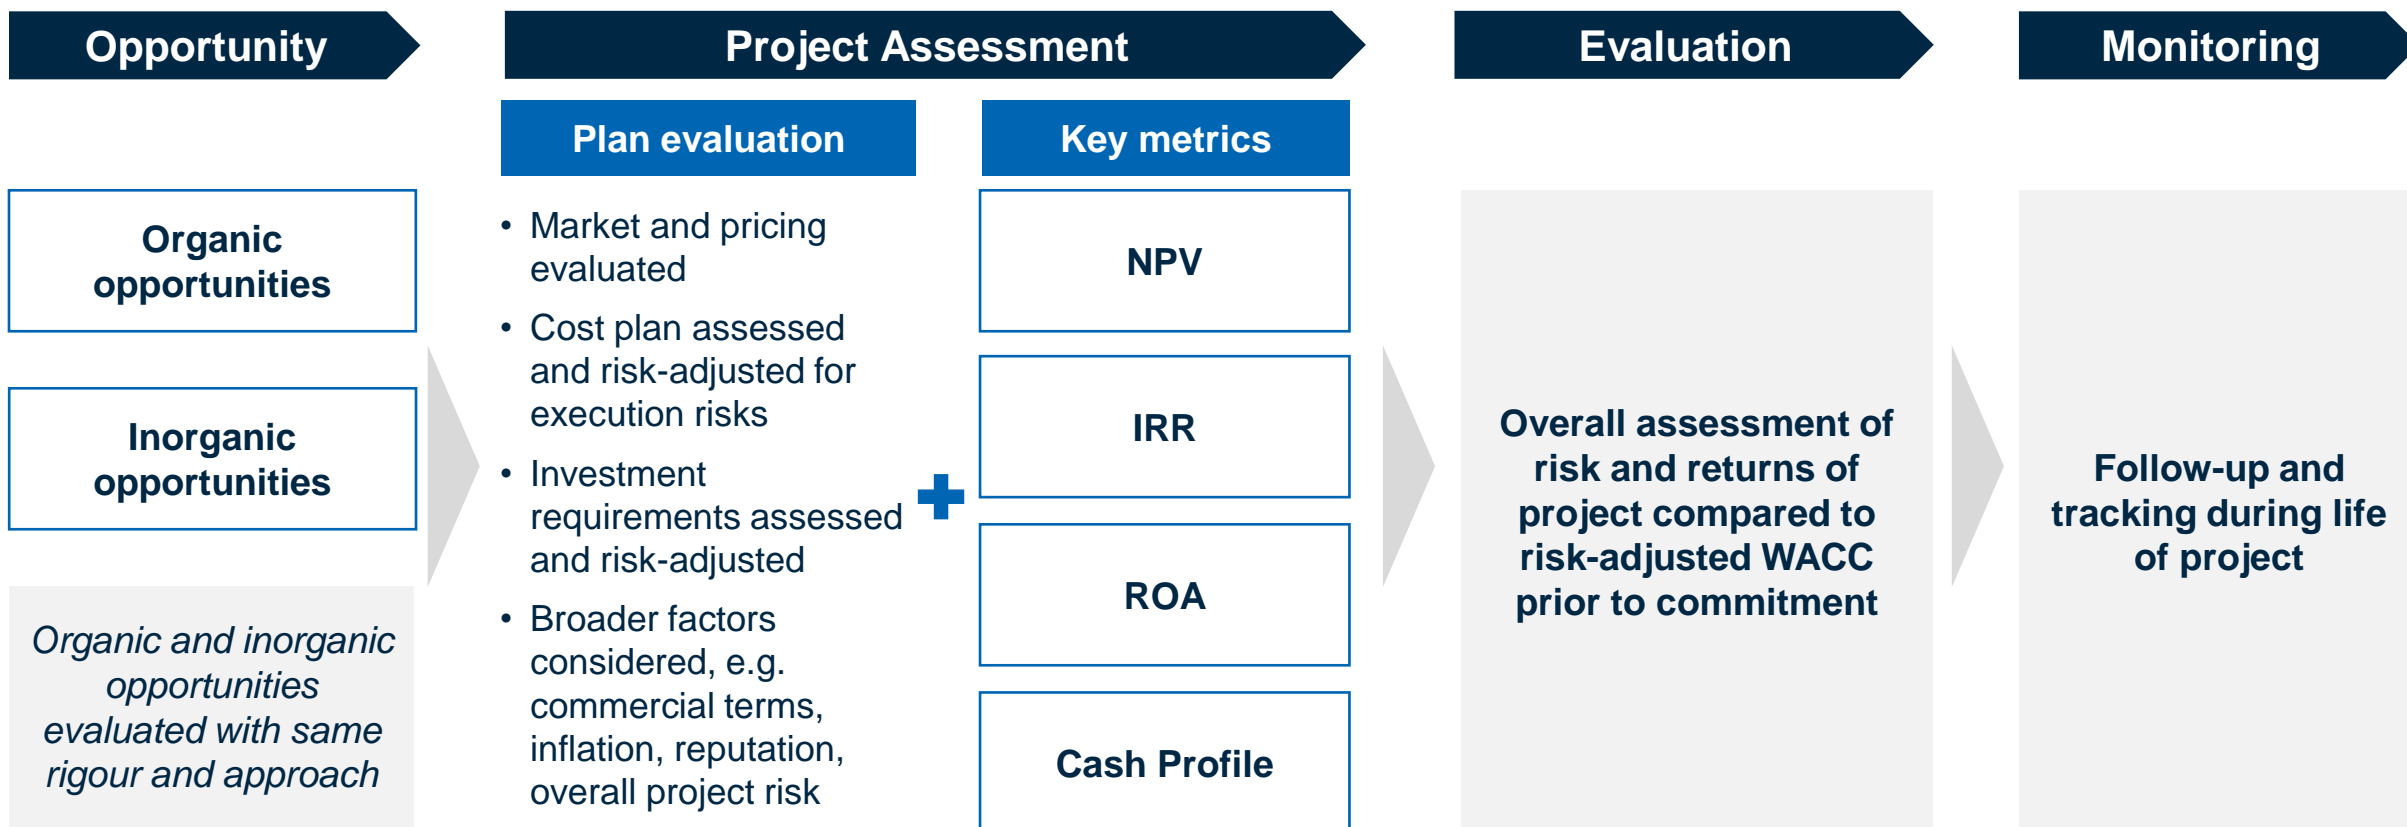 Opportunity
Project Assessment
Evaluation
Monitoring
Plan evaluation
Key metrics
Organic
opportunities
Inorganic
opportunities
Organic and inorganic
opportunities
evaluated with same
rigour and approach
• Market and pricing
evaluated
• Cost plan assessed
and risk-adjusted for
execution risks
• Investment
requirements assessed
and risk-adjusted
• Broader factors
considered, e.g.
commercial terms,
inflation, reputation,
overall project risk
NPV
IRR
ROA
Cash Profile
Overall assessment of
risk and returns of
project compared to
risk-adjusted WACC
prior to commitment
Follow-up and
tracking during life
of project